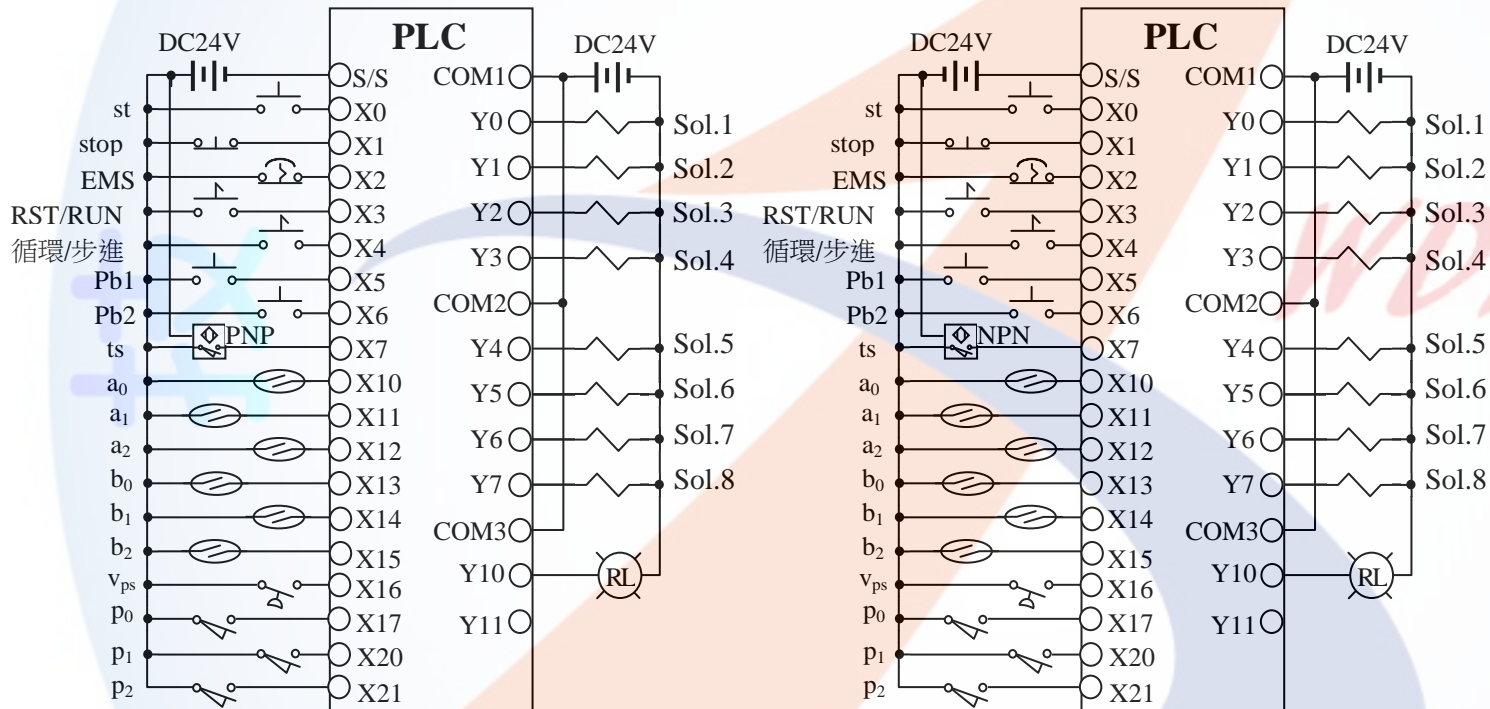 DC24V
PLC
DC24V
S/S
COM1
st
X0
Y0
Sol.1
stop
X1
Y1
Sol.2
EMS
X2
Y2
Sol.3
RST/RUN
X3
Y3
Sol.4
循環/步進
X4
Pb1
X5
COM2
Pb2
X6
PNP
ts
X7
Y4
Sol.5
a0
X10
Y5
Sol.6
a1
X11
Y6
Sol.7
a2
X12
Y7
Sol.8
b0
X13
b1
X14
COM3
b2
X15
Y10
RL
vps
X16
p0
X17
Y11
p1
X20
p2
X21
DC24V
PLC
DC24V
S/S
COM1
st
X0
Y0
Sol.1
stop
X1
Y1
Sol.2
EMS
X2
Y2
Sol.3
RST/RUN
X3
Y3
Sol.4
循環/步進
X4
Pb1
X5
COM2
Pb2
X6
NPN
ts
X7
Y4
Sol.5
a0
X10
Y5
Sol.6
a1
X11
Y6
Sol.7
a2
X12
Y7
Sol.8
b0
X13
b1
X14
COM3
b2
X15
Y10
RL
vps
X16
p0
X17
Y11
p1
X20
p2
X21